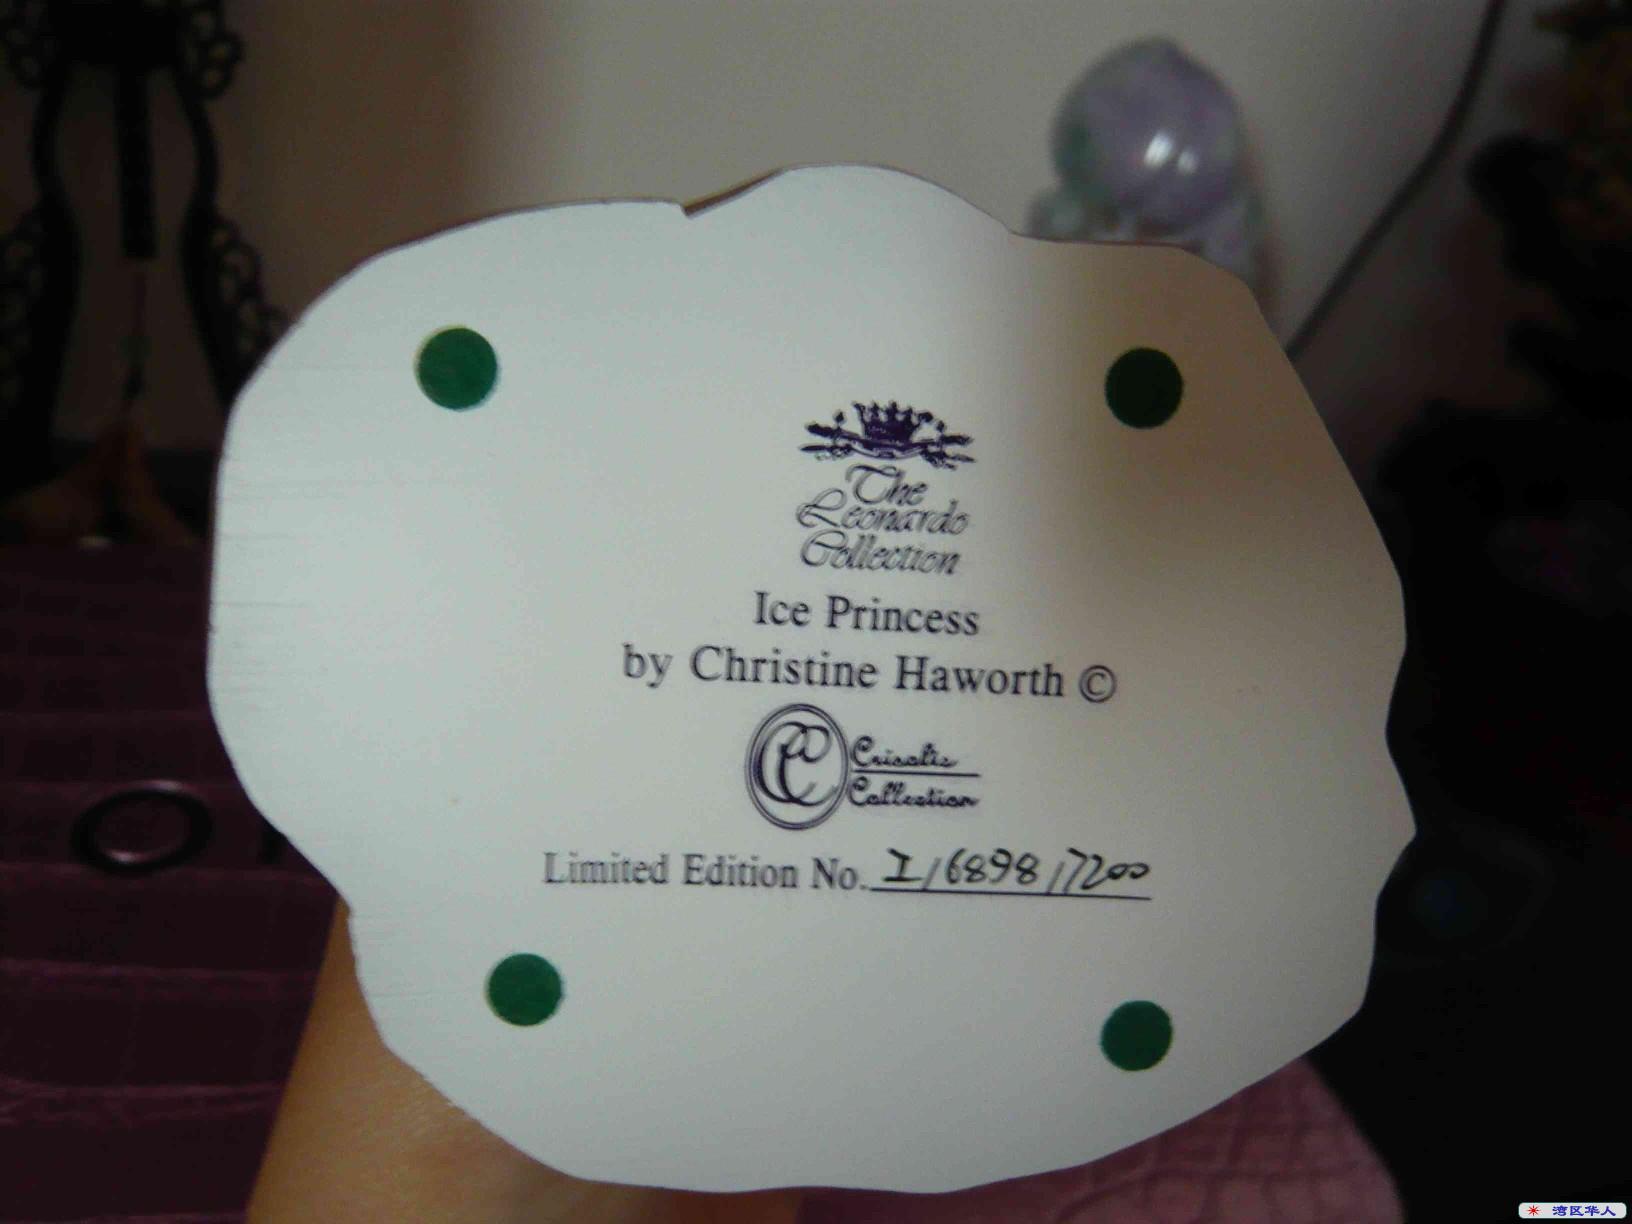 The
Leonardo
Collection
Ice Princess
by Christine Haworth ©
CC
Crisalis
Collection
Limited Edition No. I/6898/7200
湾区华人